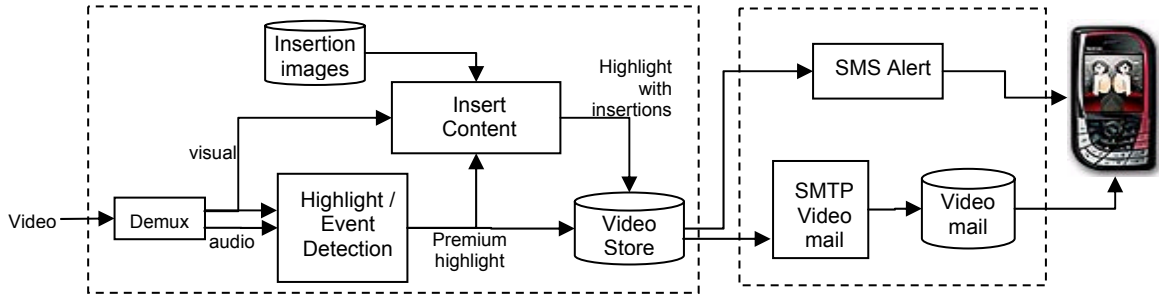 Insertion
images
Insert
Content
Highlight
with
insertions
SMS Alert
visual
Video
Demux
audio
Highlight /
Event
Detection
Premium
highlight
Video
Store
SMTP
Video
mail
Video
mail